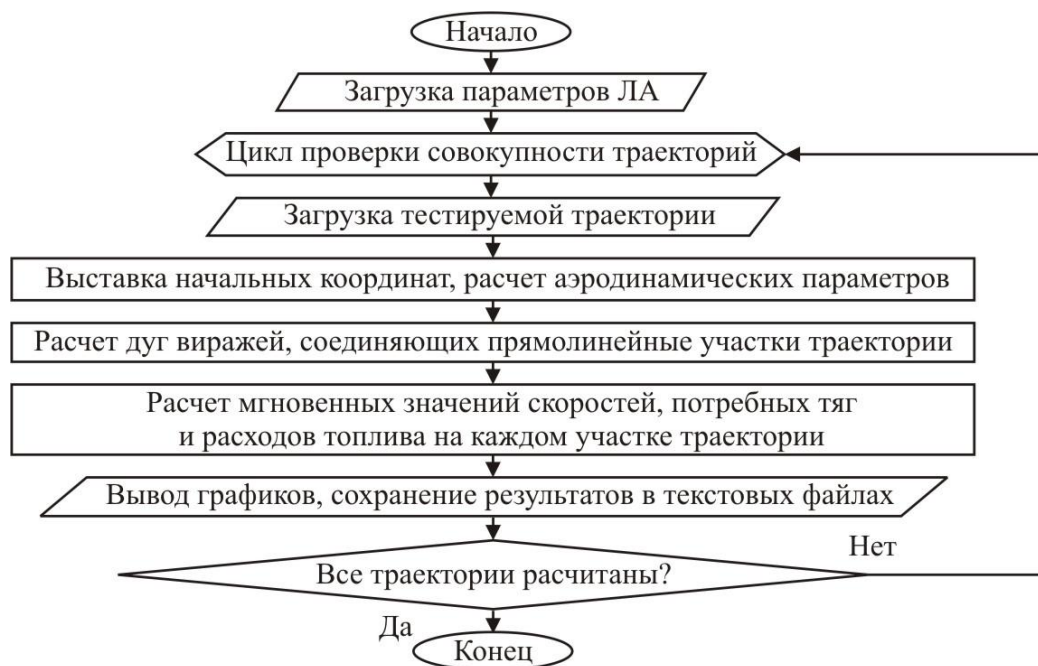 Начало
Загрузка параметров ЛА
Цикл проверки совокупности траекторий
Загрузка тестируемой траектории
Выставка начальных координат, расчет аэродинамических параметров
Расчет дуг виражей, соединяющих прямолинейные участки траектории
Расчет мгновенных значений скоростей, потребных тяг
и расходов топлива на каждом участке траектории
Вывод графиков, сохранение результатов в текстовых файлах
Нет
Все траектории расчитаны?
Да
Конец